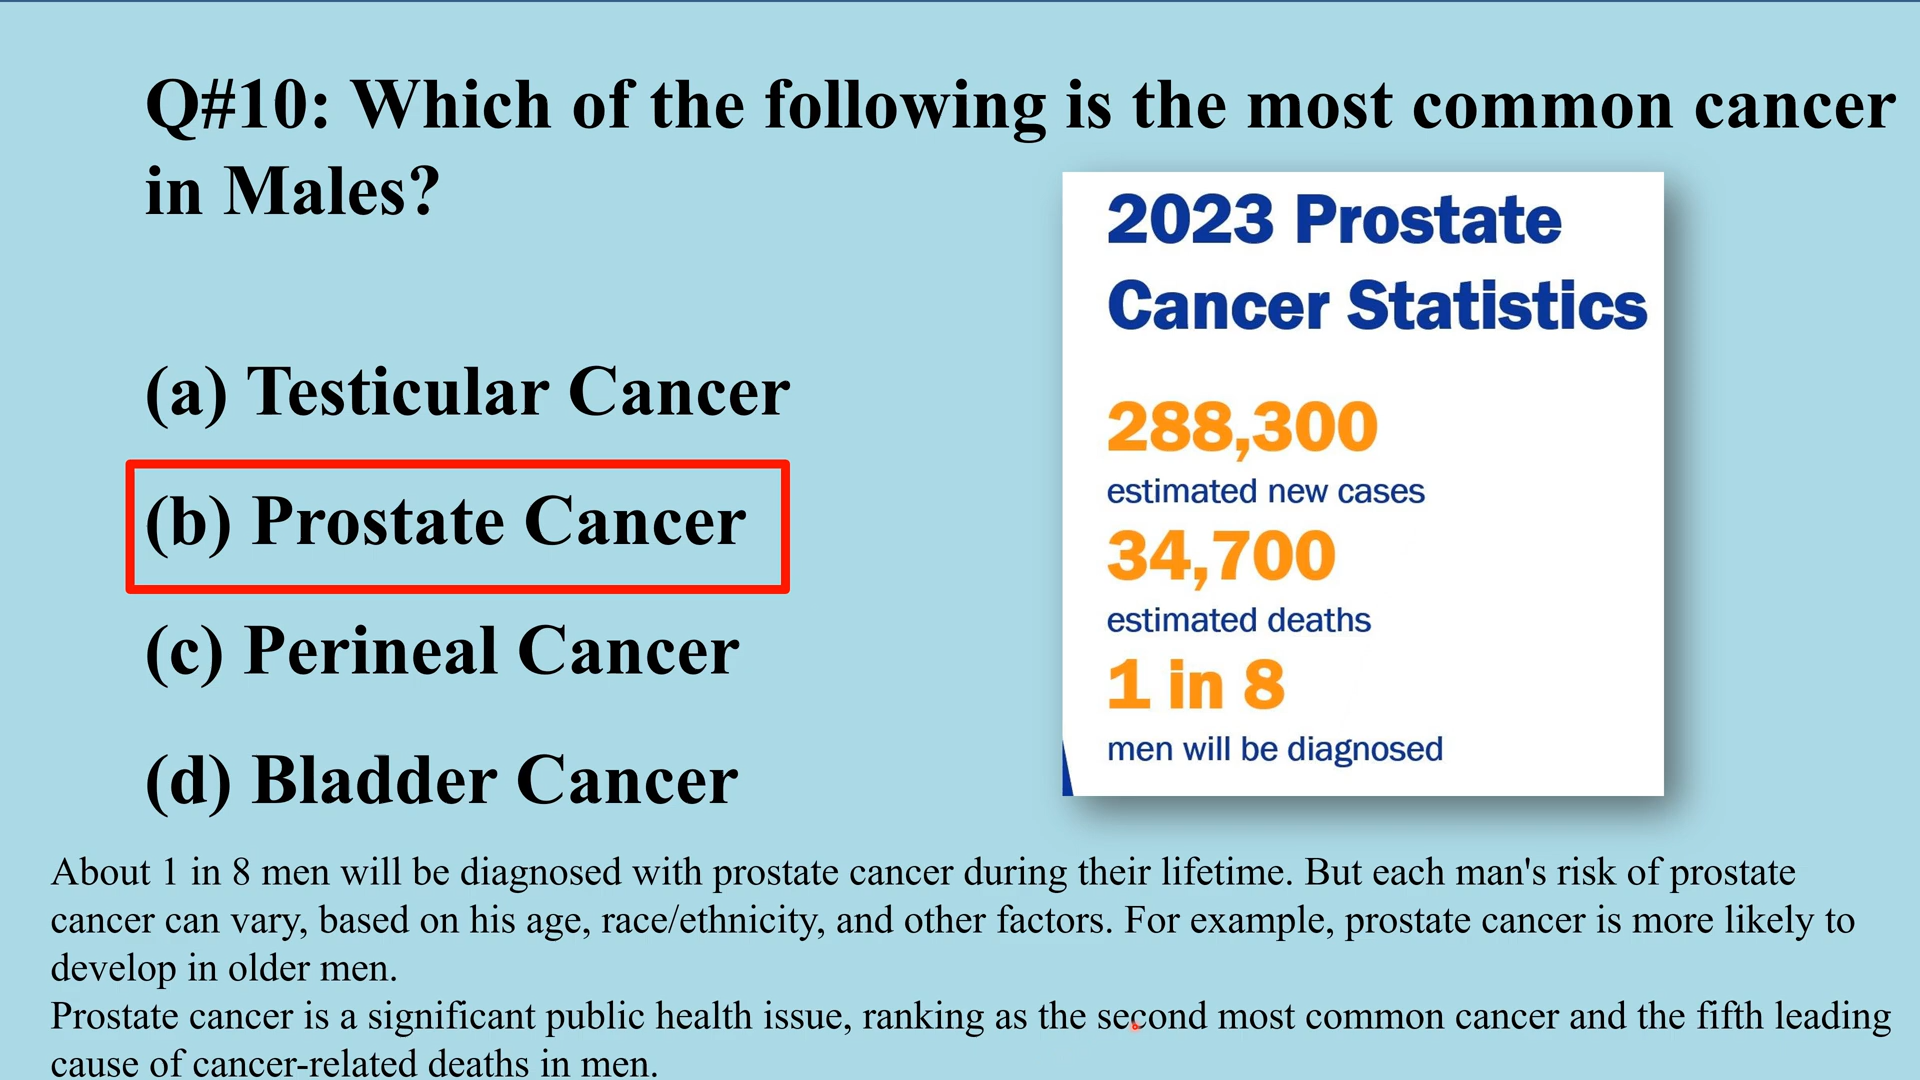 Q#10: Which of the following is the most common cancer
in Males?
(a) Testicular Cancer
(b) Prostate Cancer
(c) Perineal Cancer
(d) Bladder Cancer
2023 Prostate
Cancer Statistics
288,300
estimated new cases
34,700
estimated deaths
1 in 8
men will be diagnosed
About 1 in 8 men will be diagnosed with prostate cancer during their lifetime. But each man's risk of prostate
cancer can vary, based on his age, race/ethnicity, and other factors. For example, prostate cancer is more likely to
develop in older men.
Prostate cancer is a significant public health issue, ranking as the second most common cancer and the fifth leading
cause of cancer-related deaths in men.